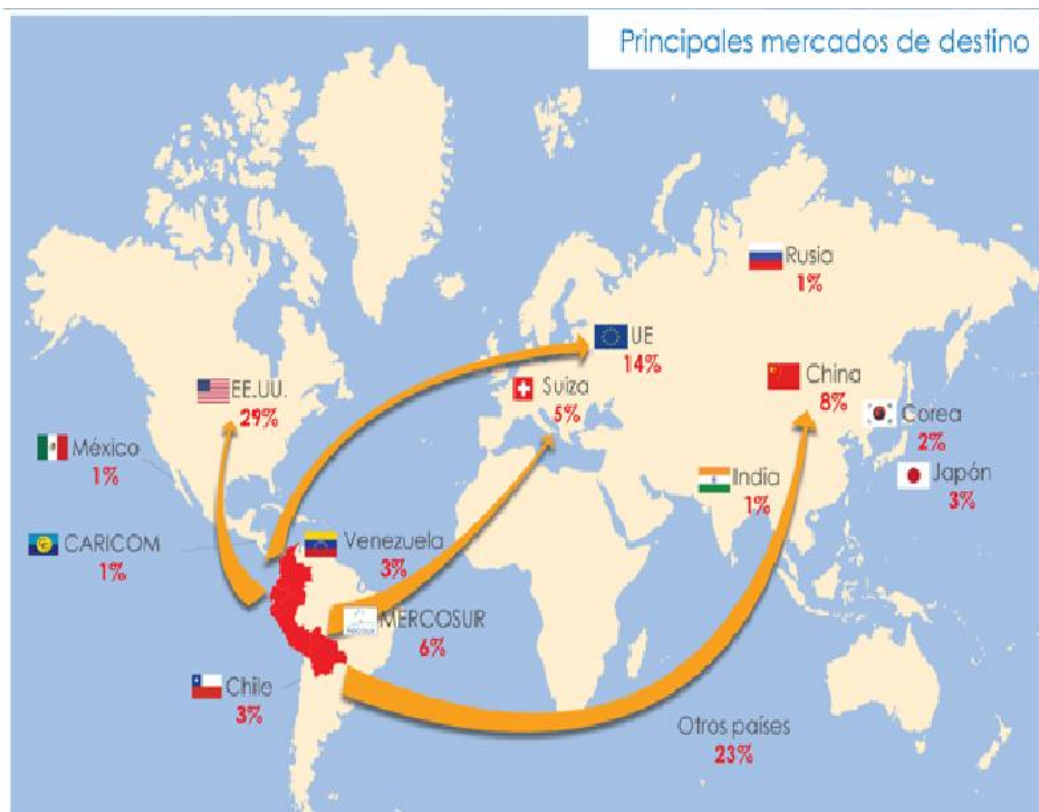 Principales mercados de destino
Rusia
1%
UE
14%
EE.UU.
29%
Suiza
5%
China
8%
Corea
2%
México
1%
India
1%
Japón
3%
CARICOM
1%
Venezuela
3%
MERCOSUR
6%
Chile
3%
Otros países
23%